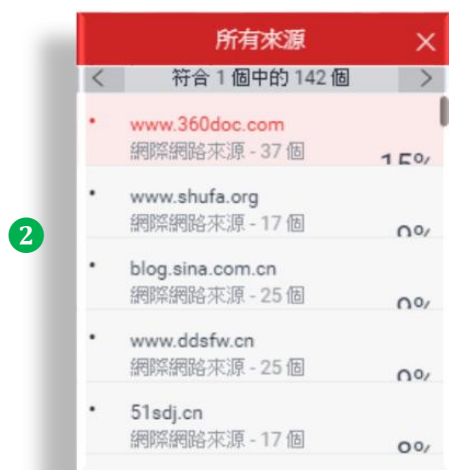 所有來源 ×
< 符合 1 個中的 142 個 >
www.360doc.com
網際網路來源 - 37 個
15%
www.shufa.org
網際網路來源 - 17 個
blog.sina.com.cn
網際網路來源 - 25 個
www.ddsfw.cn
網際網路來源 - 25 個
51sdj.cn
網際網路來源 - 17 個
2